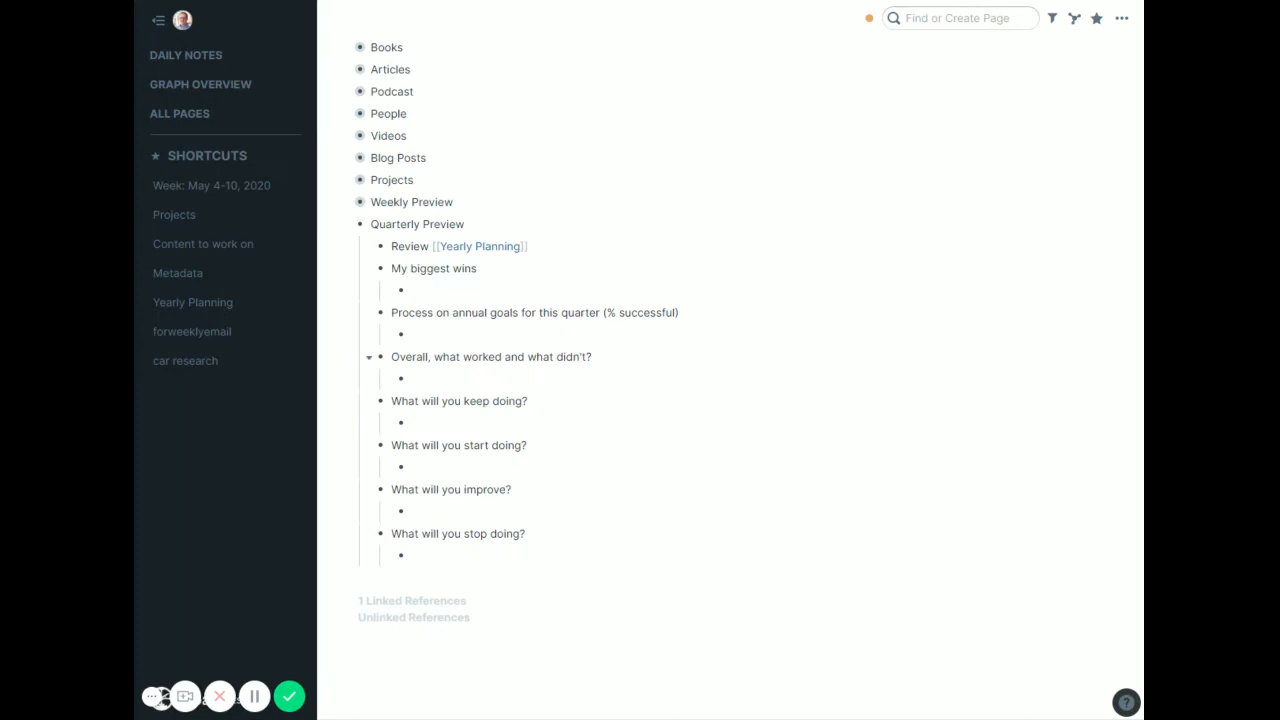 DAILY NOTES
GRAPH OVERVIEW
ALL PAGES
SHORTCUTS
Week: May 4-10, 2020
Projects
Content to work on
Metadata
Yearly Planning
forweeklyemail
car research
Find or Create Page
Books
Articles
Podcast
People
Videos
Blog Posts
Projects
Weekly Preview
Quarterly Preview
Review [[Yearly Planning]]
My biggest wins
Process on annual goals for this quarter (% successful)
Overall, what worked and what didn't?
What will you keep doing?
What will you start doing?
What will you improve?
What will you stop doing?
1 Linked References
Unlinked References
?